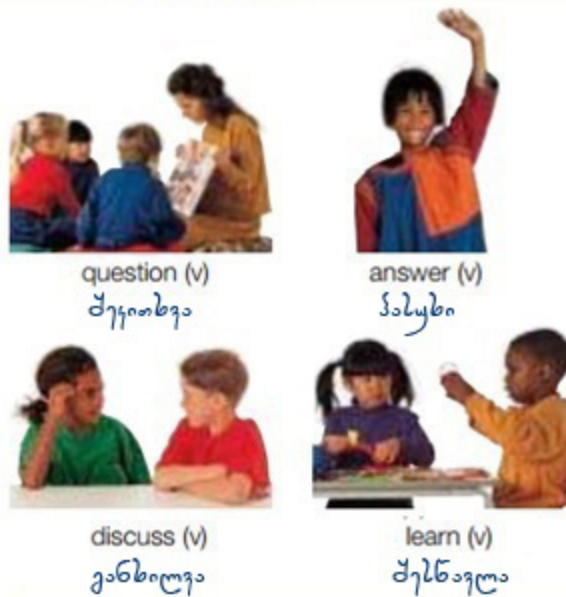 question (v) answer (v)
შეკითხვა პასუხი
discuss (v) learn (v)
განხილვა შესწავლა